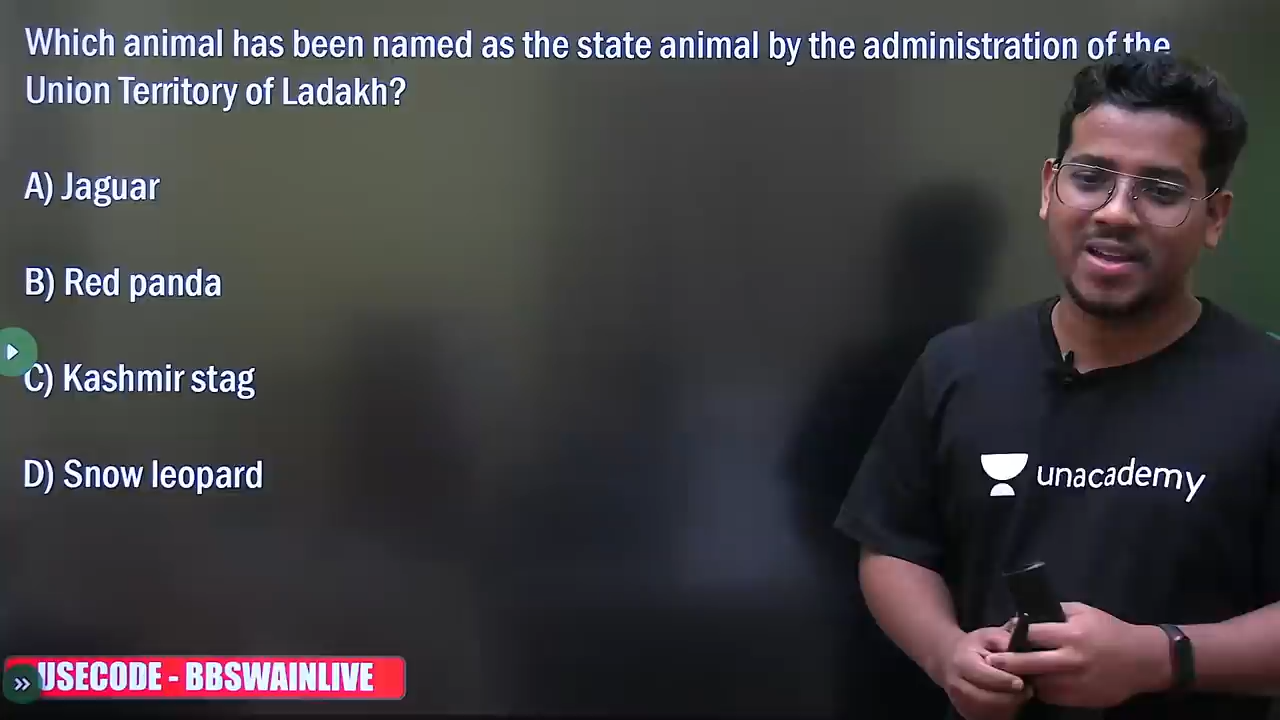 Which animal has been named as the state animal by the administration of the
Union Territory of Ladakh?
A) Jaguar
B) Red panda
C) Kashmir stag
D) Snow leopard
unacademy
USECODE - BBSWAINLIVE